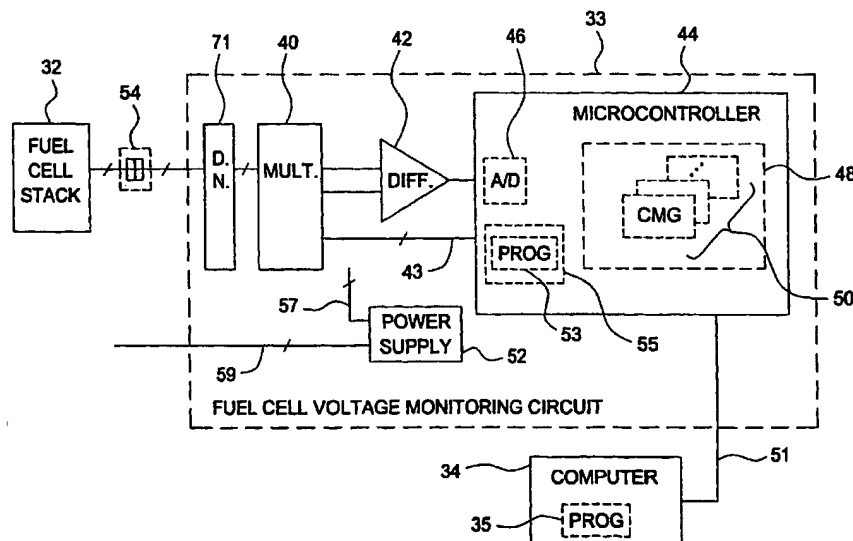 33
44
71
40
42
46
32
54
FUEL
CELL
STACK
D.
N.
MULT.
DIFF.
MICROCONTROLLER
A/D
48
CMG
PROG
43
50
57
POWER
SUPPLY
53
55
52
59
FUEL CELL VOLTAGE MONITORING CIRCUIT
34
COMPUTER
51
35
PROG